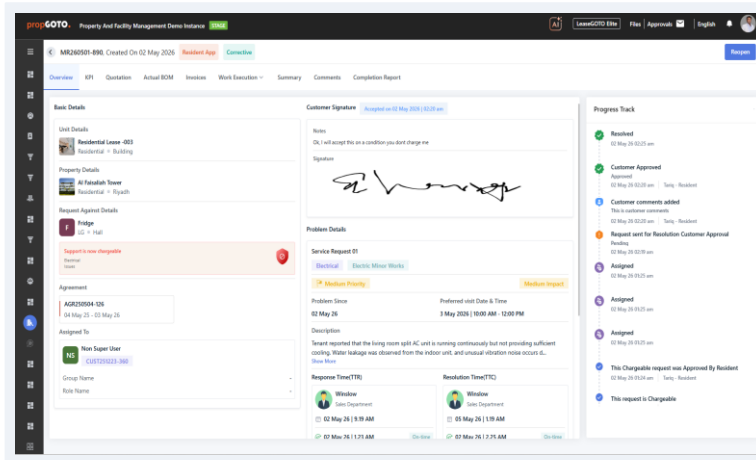 propGOTO. Property And Facility Management Demo Instance STAGE
AI LeaseGOTO Elite Files Approvals English
MR260501-890, Created On 02 May 2026 Resident App Corrective Reopen
Overview KPI Quotation Actual BOM Invoices Work Execution Summary Comments Completion Report
Basic Details
Unit Details
Residential Lease -003
Residential Building
Property Details
Al Faisaliah Tower
Residential Riyadh
Request Against Details
F Fridge
LG Hall
Support is now chargeable
Electrical
Agreement
AGR250504-126
04 May 25 - 03 May 26
Assigned To
NS Non Super User
CUST251223-360
Group Name -
Role Name -
Customer Signature Accepted on 02 May 2026 | 02:20 am
Notes
Ok, I will accept this on a condition you dont charge me
Signature
Problem Details
Service Request 01
Electrical Electric Minor Works
Medium Priority Medium Impact
Problem Since Preferred visit Date & Time
02 May 26 3 May 2026 | 10:00 AM - 12:00 PM
Description
Tenant reported that the living room split AC unit is running continuously but not providing sufficient
cooling. Water leakage was observed from the indoor unit, and unusual vibration noise occurs d...
Show More
Response Time(TTR) Resolution Time(TTC)
Winslow Winslow
Sales Department Sales Department
02 May 26 | 9.19 AM 05 May 26 | 1.19 AM
02 May 26 | 1.23 AM On-time 02 May 26 | 2.25 AM On-time
Progress Track
Resolved
02 May 26 02:25 am
Customer Approved
Approved
02 May 26 02:20 am Tariq - Resident
Customer comments added
This is customer comments
02 May 26 02:20 am Tariq - Resident
Request sent for Resolution Customer Approval
Pending
02 May 26 02:19 am
Assigned
02 May 26 01:25 am
Assigned
02 May 26 01:25 am
Assigned
02 May 26 01:25 am
This Chargeable request was Approved By Resident
02 May 26 01:24 am Tariq - Resident
This request is Chargeable